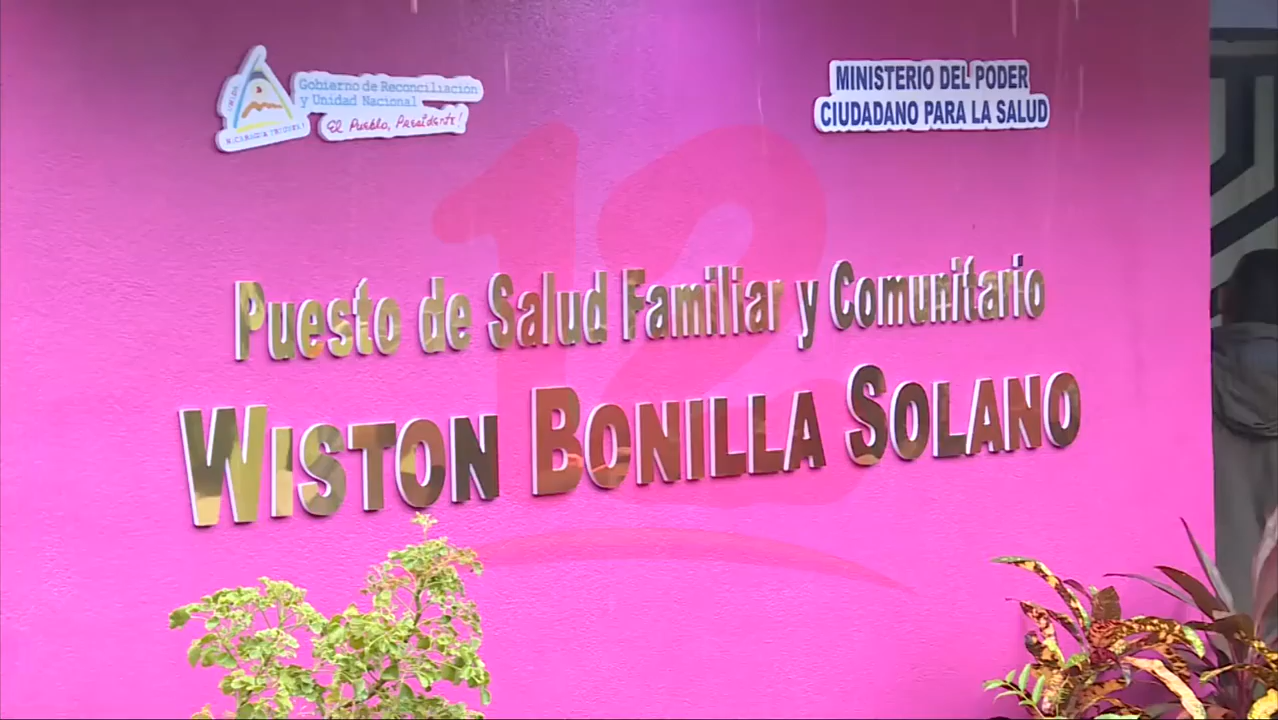 Gobierno de Reconciliación
y Unidad Nacional
El Pueblo, Presidente!
MINISTERIO DEL PODER
CIUDADANO PARA LA SALUD
12
Puesto de Salud Familiar y Comunitario
WISTON BONILLA SOLANO